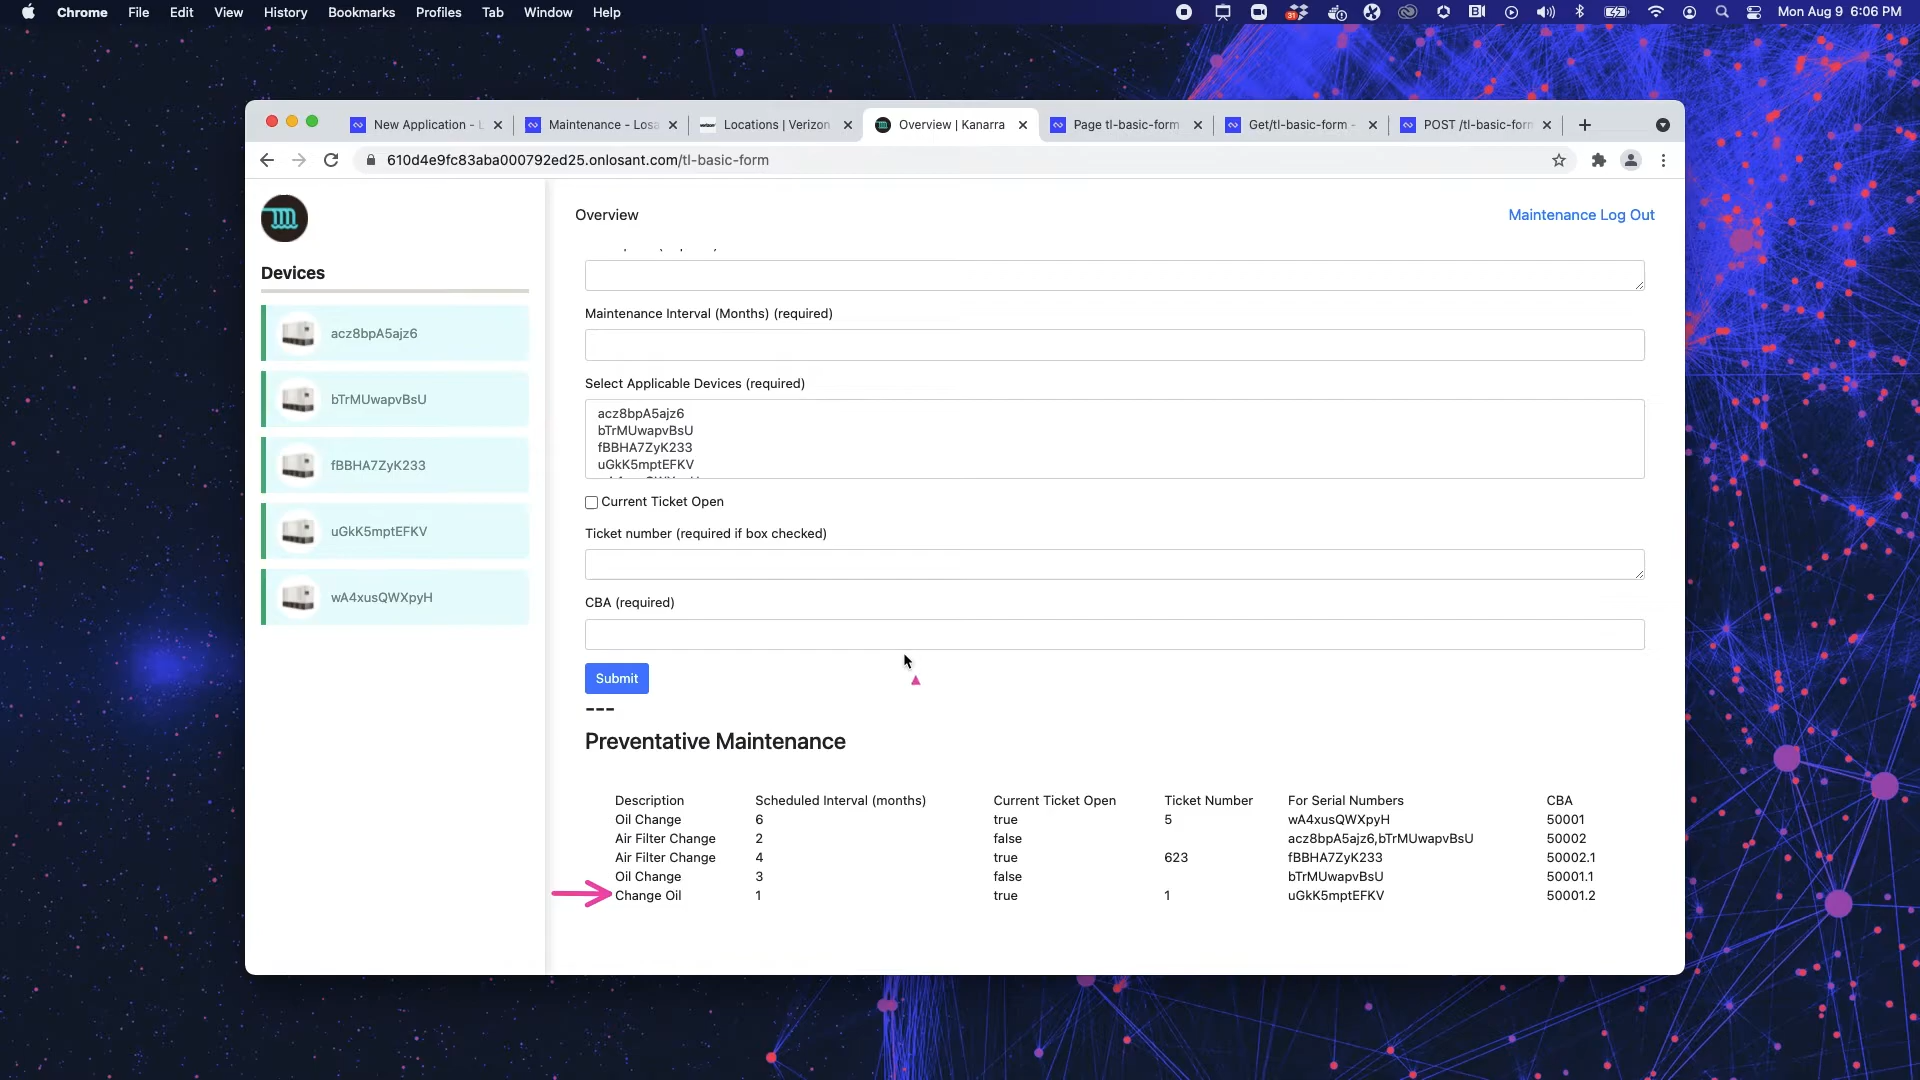 Chrome File Edit View History Bookmarks Profiles Tab Window Help
31
Mon Aug 9 6:06 PM
New Application - L
Maintenance - Losa
verizon Locations | Verizon
Overview | Kanarra
Page tl-basic-form
Get/tl-basic-form -
POST /tl-basic-form
610d4e9fc83aba000792ed25.onlosant.com/tl-basic-form
Overview
Maintenance Log Out
Devices
acz8bpA5ajz6
bTrMUwapvBsU
fBBHA7ZyK233
uGkK5mptEFKV
wA4xusQWXpyH
Maintenance Interval (Months) (required)
Select Applicable Devices (required)
acz8bpA5ajz6
bTrMUwapvBsU
fBBHA7ZyK233
uGkK5mptEFKV
Current Ticket Open
Ticket number (required if box checked)
CBA (required)
Submit
---
Preventative Maintenance
Description Scheduled Interval (months) Current Ticket Open Ticket Number For Serial Numbers CBA
Oil Change 6 true 5 wA4xusQWXpyH 50001
Air Filter Change 2 false acz8bpA5ajz6,bTrMUwapvBsU 50002
Air Filter Change 4 true 623 fBBHA7ZyK233 50002.1
Oil Change 3 false bTrMUwapvBsU 50001.1
Change Oil 1 true 1 uGkK5mptEFKV 50001.2